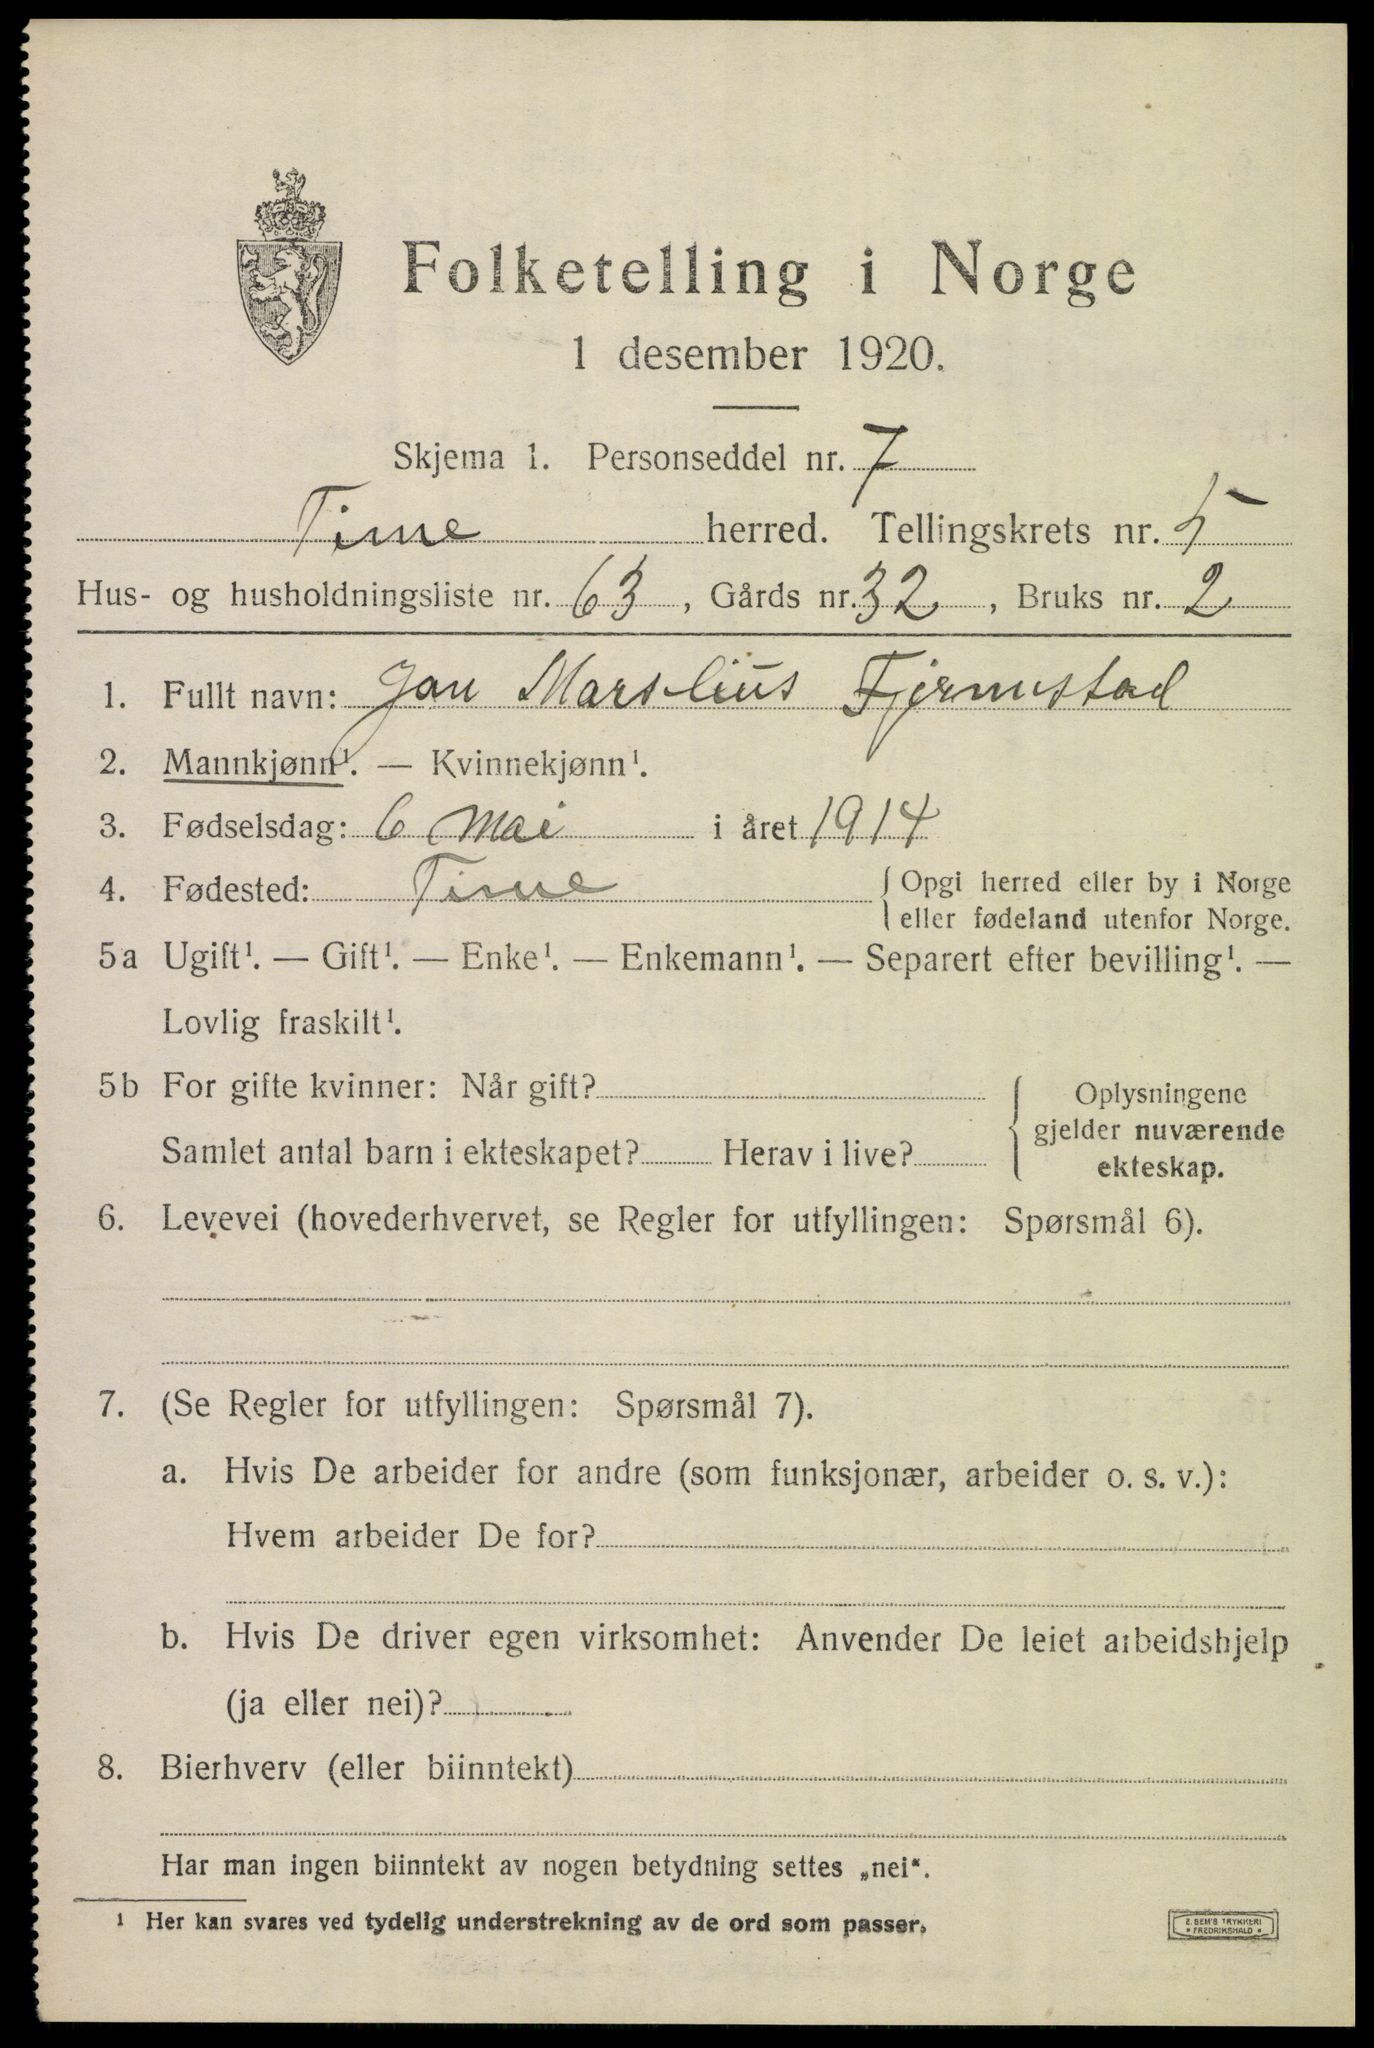 Folketelling i Norge
1 desember 1920.
Skjema 1. Personseddel nr. 7
Time herred. Tellingskrets nr. 5
Hus- og husholdningsliste nr. 63, Gårds nr. 32, Bruks nr. 2
1. Fullt navn: Jan Marselius Fjermestad
2. Mannkjønn¹. — Kvinnekjønn¹.
3. Fødselsdag: 6 Mai i året 1914
4. Fødested: Time { Opgi herred eller by i Norge
eller fødeland utenfor Norge.
5a Ugift¹. — Gift¹. — Enke¹. — Enkemann¹. — Separert efter bevilling¹. —
Lovlig fraskilt¹.
5b For gifte kvinner: Når gift?
Samlet antal barn i ekteskapet? Herav i live?
{ Oplysningene
gjelder nuværende
ekteskap.
6. Levevei (hovederhvervet, se Regler for utfyllingen: Spørsmål 6).
7. (Se Regler for utfyllingen: Spørsmål 7).
a. Hvis De arbeider for andre (som funksjonær, arbeider o. s. v.):
Hvem arbeider De for?
b. Hvis De driver egen virksomhet: Anvender De leiet arbeidshjelp
(ja eller nei)?
8. Bierhverv (eller biinntekt)
Har man ingen biinntekt av nogen betydning settes „nei“.
¹ Her kan svares ved tydelig understrekning av de ord som passer.
E. SEM'S TRYKKERI
• FREDRIKSHALD •